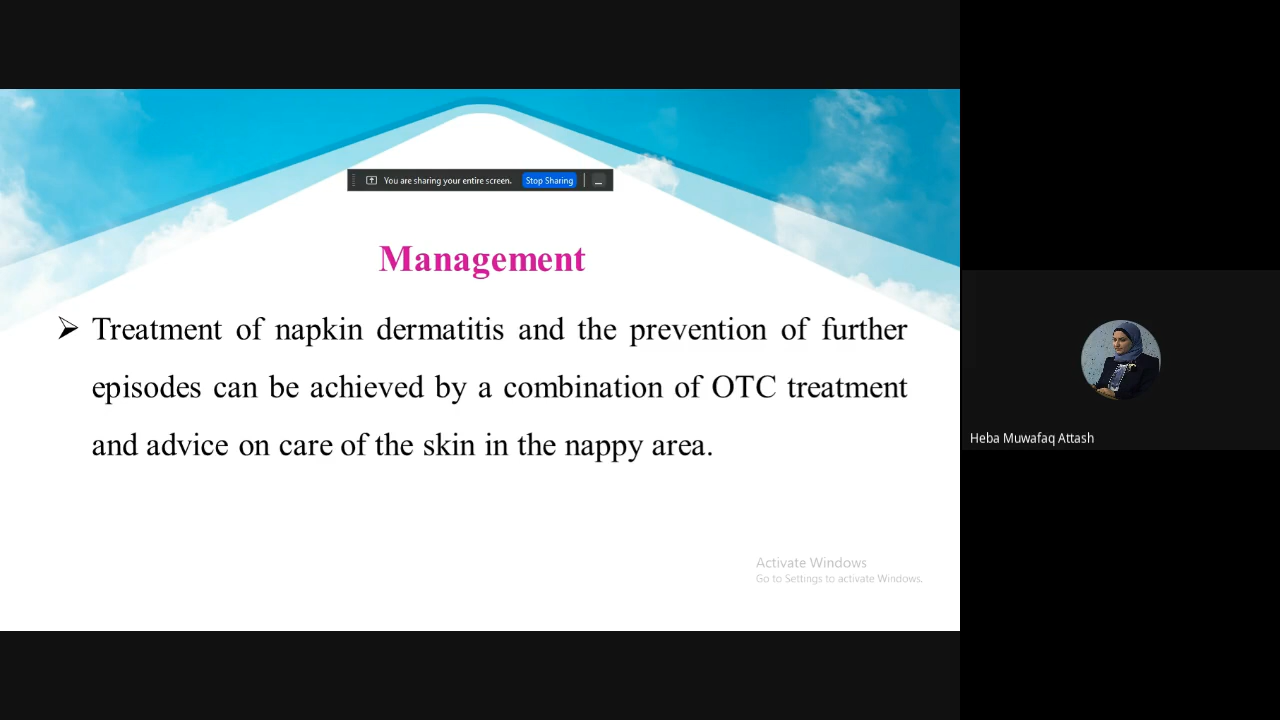 You are sharing your entire screen. Stop Sharing
Management
➢ Treatment of napkin dermatitis and the prevention of further
episodes can be achieved by a combination of OTC treatment
and advice on care of the skin in the nappy area.
Heba Muwafaq Attash
Activate Windows
Go to Settings to activate Windows.